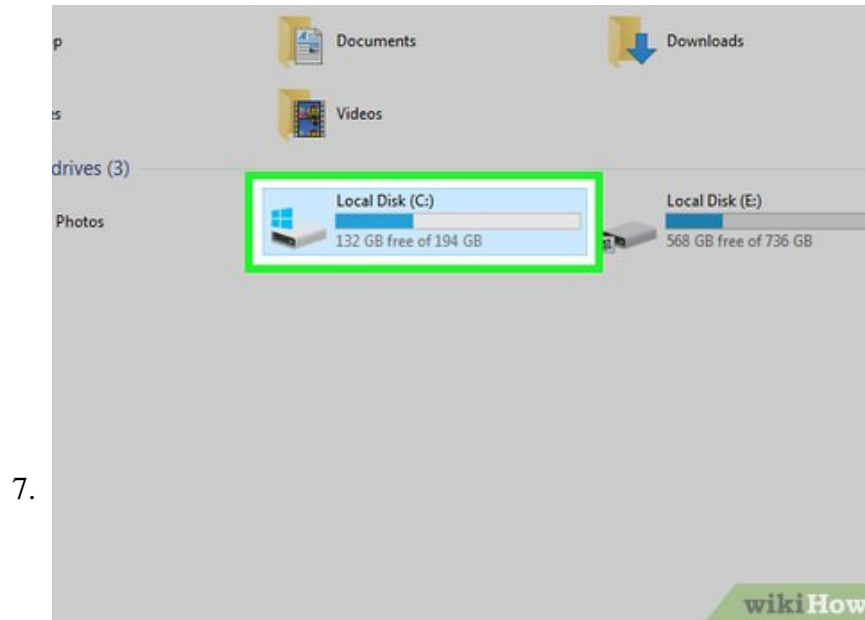 p
Documents
Downloads
es
Videos
drives (3)
Photos
Local Disk (C:)
132 GB free of 194 GB
Local Disk (E:)
568 GB free of 736 GB
7.
wikiHow